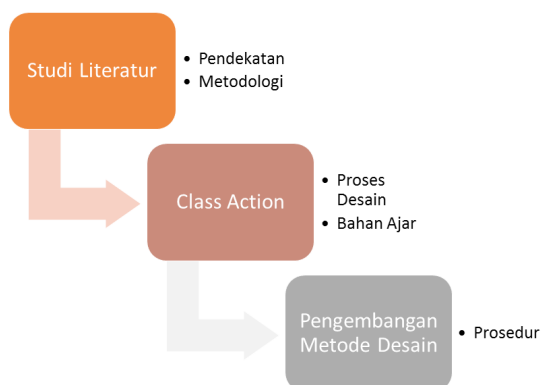 Studi Literatur
• Pendekatan
• Metodologi
Class Action
• Proses
Desain
• Bahan Ajar
Pengembangan
Metode Desain
• Prosedur